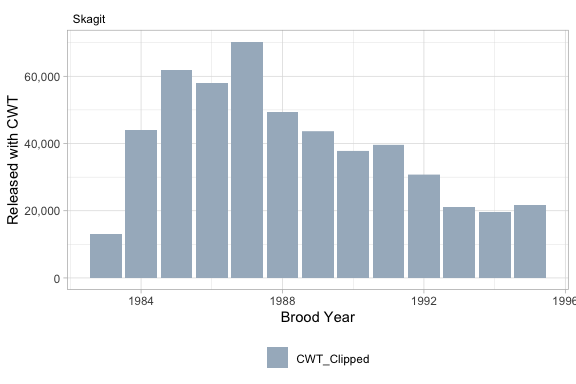 Skagit
Released with CWT
60,000
40,000
20,000
0
1984 1988 1992 1996
Brood Year
CWT_Clipped